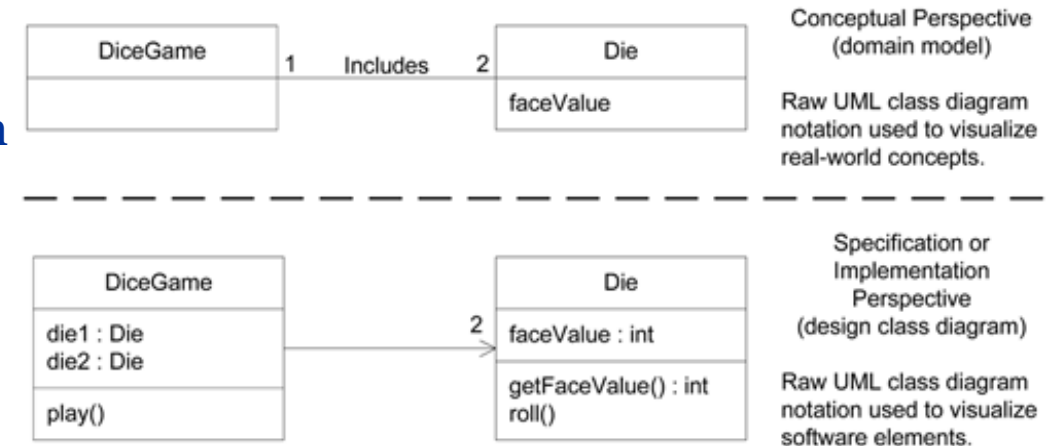 DiceGame
1 Includes 2
Die
faceValue
Conceptual Perspective
(domain model)
Raw UML class diagram
notation used to visualize
real-world concepts.
DiceGame
die1 : Die
die2 : Die
play()
2
Die
faceValue : int
getFaceValue() : int
roll()
Specification or
Implementation
Perspective
(design class diagram)
Raw UML class diagram
notation used to visualize
software elements.